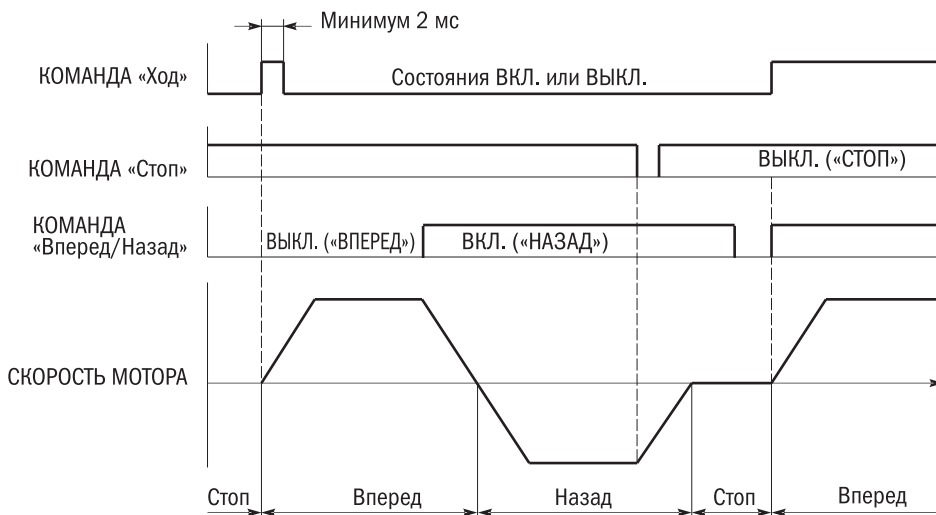 Минимум 2 мс
КОМАНДА «Ход»
Состояния ВКЛ. или ВЫКЛ.
КОМАНДА «Стоп»
ВЫКЛ. («СТОП»)
КОМАНДА
«Вперед/Назад»
ВЫКЛ. («ВПЕРЕД»)
ВКЛ. («НАЗАД»)
СКОРОСТЬ МОТОРА
Стоп
Вперед
Назад
Стоп
Вперед